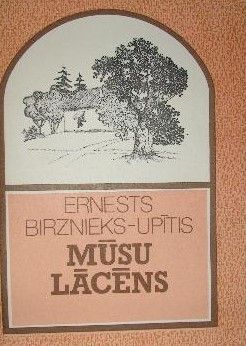 ERNESTS
BIRZNIEKS-UPĪTIS
MŪSU
LĀCĒNS